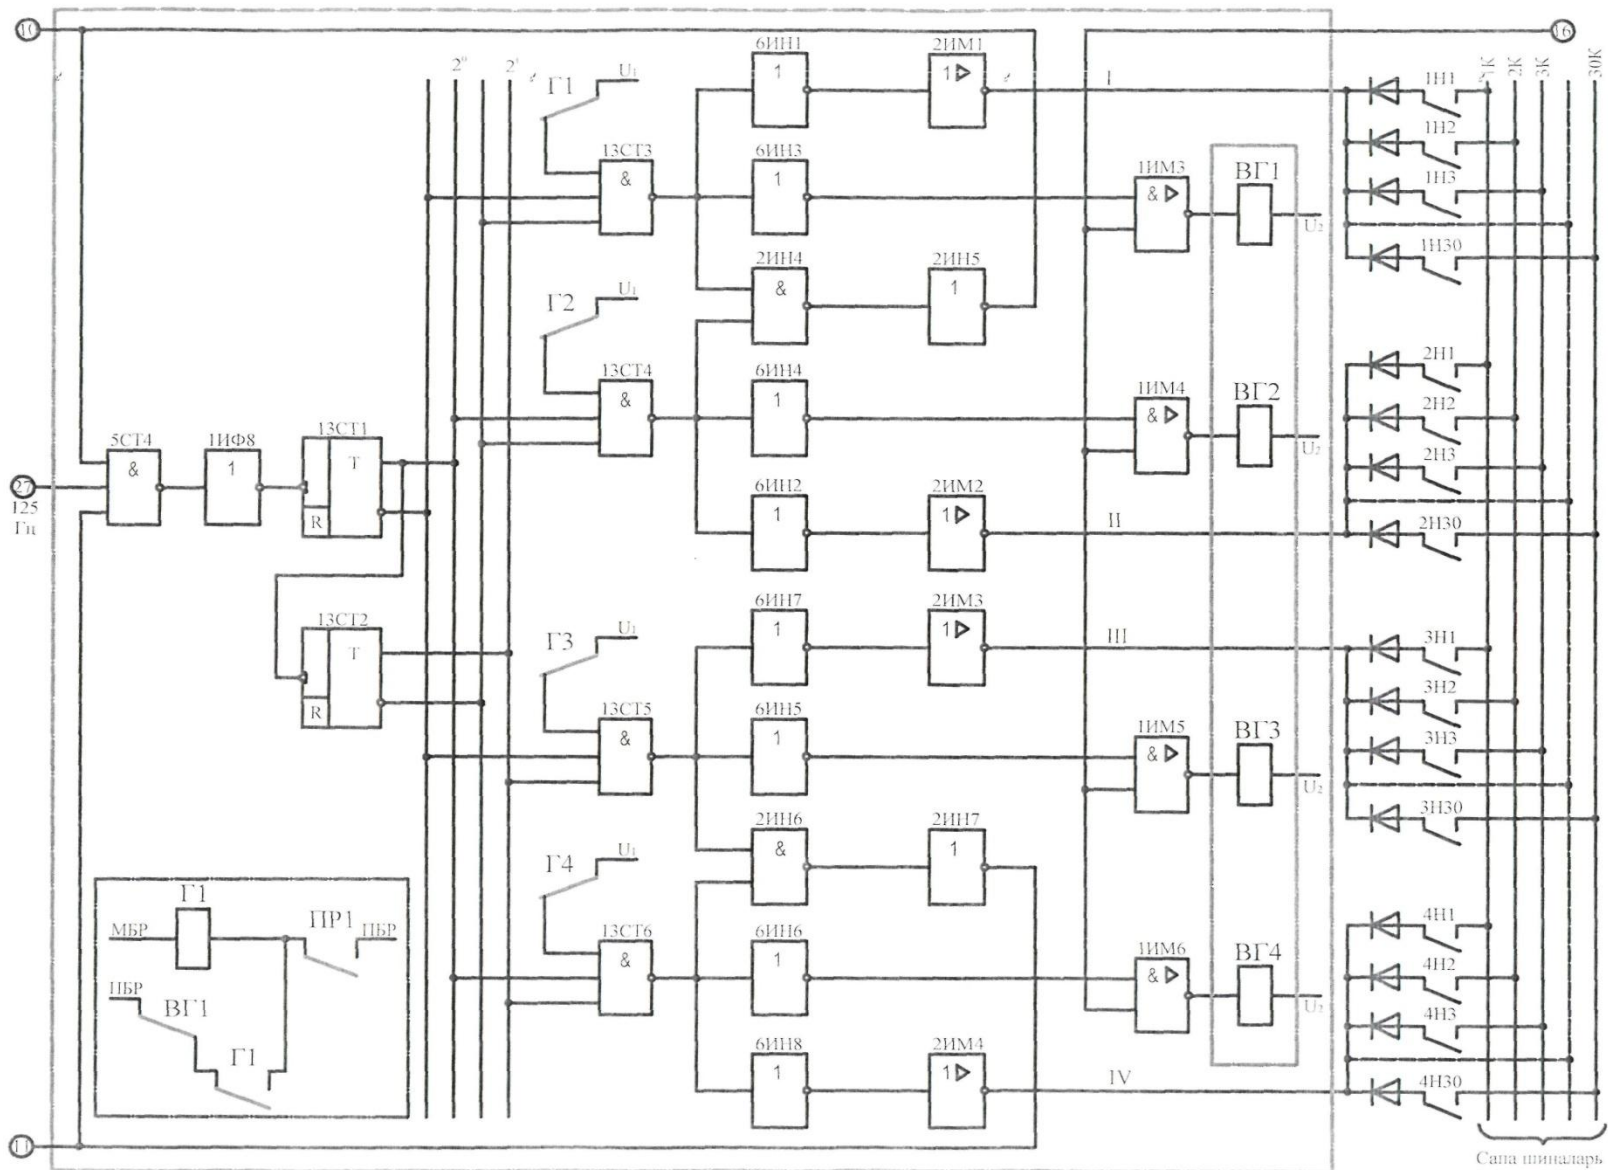 10
16
6ИН1
2ИМ1
2⁰
2¹
U₁
Г1
1
1
I
1К
2К
3К
30К
1Н1
1Н2
1Н3
1Н30
13СТ3
&
6ИН3
1
1ИМ3
&
ВГ1
U₂
2ИН4
&
2ИН5
1
Г2
U₁
13СТ4
&
6ИН4
1
1ИМ4
&
ВГ2
U₂
2Н1
2Н2
2Н3
2Н30
5СТ4
&
1ИФ8
1
13СТ1
T
R
27
125
Гц
6ИН2
1
2ИМ2
1
II
13СТ2
T
R
6ИН7
1
2ИМ3
1
III
Г3
U₁
3Н1
3Н2
3Н3
3Н30
13СТ5
&
6ИН5
1
1ИМ5
&
ВГ3
U₂
2ИН6
&
2ИН7
1
Г4
U₁
13СТ6
&
6ИН6
1
1ИМ6
&
ВГ4
U₂
4Н1
4Н2
4Н3
4Н30
6ИН8
1
2ИМ4
1
IV
Г1
МБР
ПР1
ПБР
ПБР
ВГ1
Г1
11
Сапа шиналарь